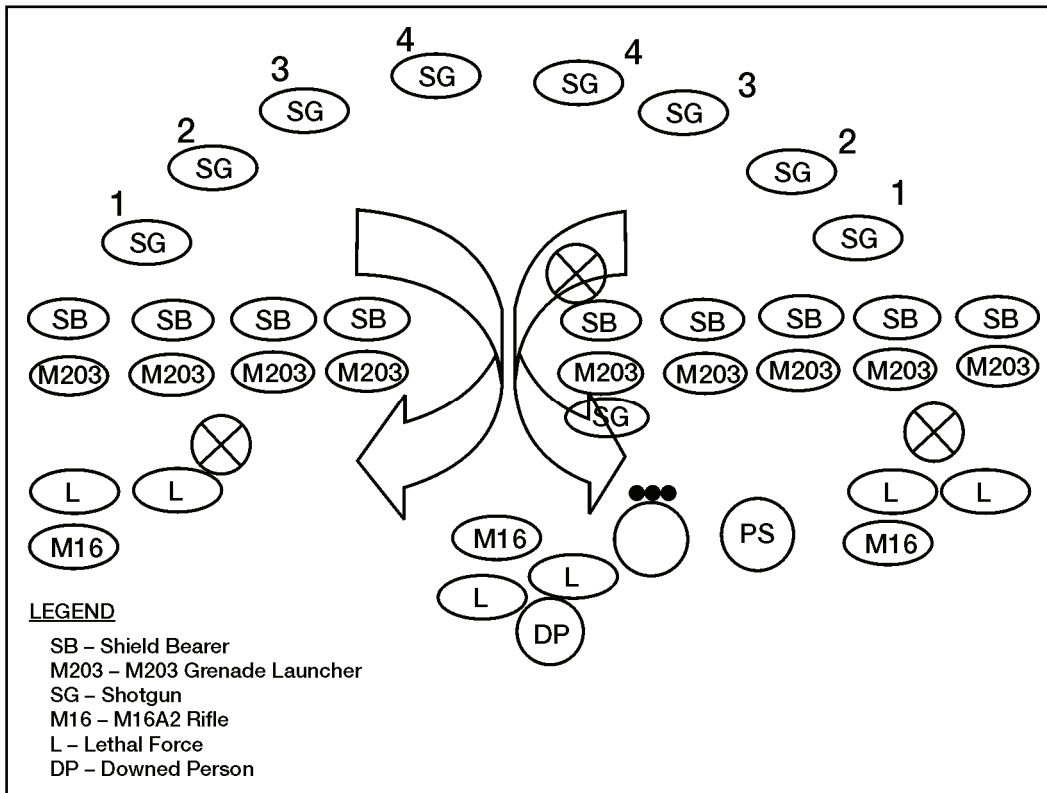 4 4
SG SG
3 3
SG SG
2 2
SG SG
1 1
SG SG
SB SB SB SB SB SB SB SB SB
M203 M203 M203 M203 M203 M203 M203 M203 M203
SG
L L L L
M16 M16 PS M16
L
L
DP
LEGEND
SB – Shield Bearer
M203 – M203 Grenade Launcher
SG – Shotgun
M16 – M16A2 Rifle
L – Lethal Force
DP – Downed Person